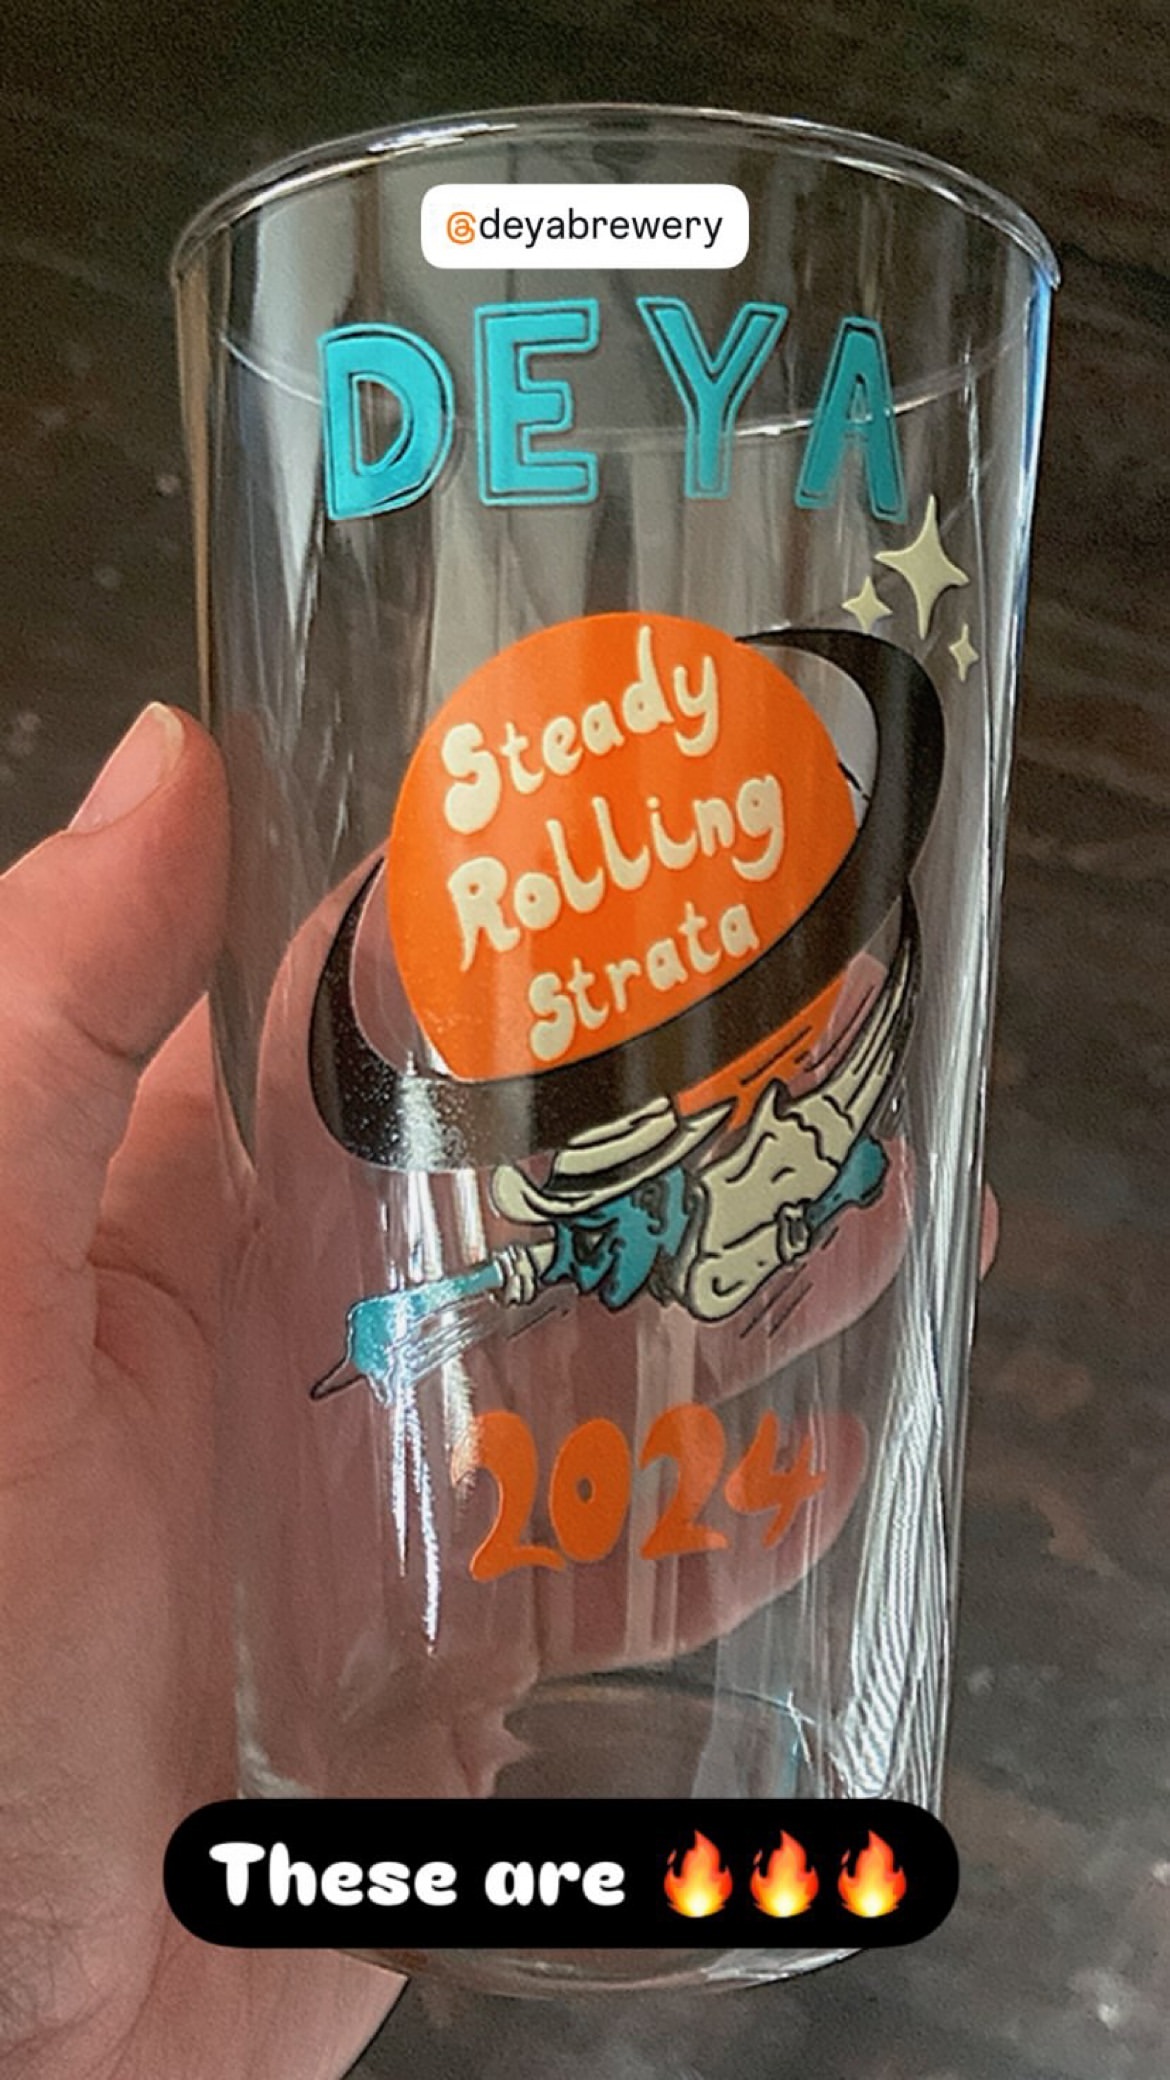 @deyabrewery
DEYA
Steady
Rolling
Strata
2024
These are 🔥🔥🔥